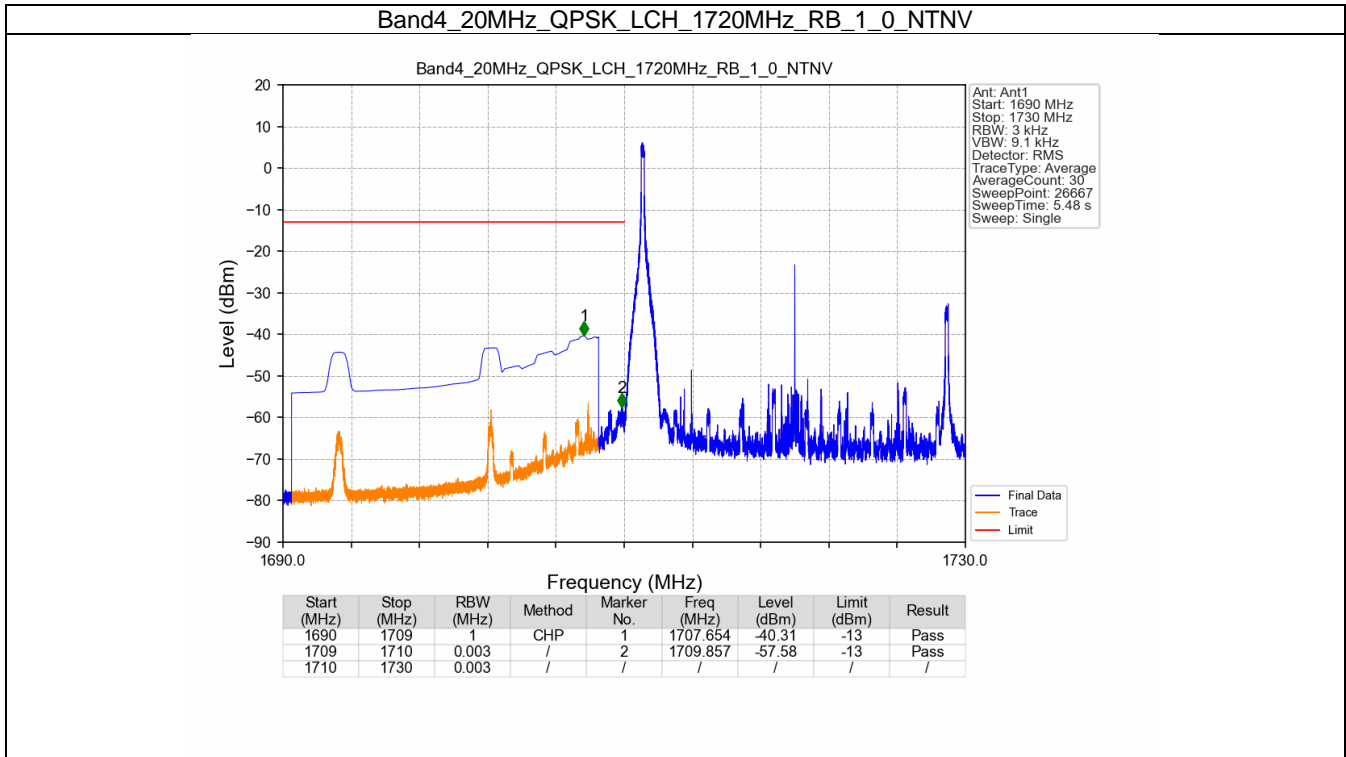 Band4_20MHz_QPSK_LCH_1720MHz_RB_1_0_NTNV
Band4_20MHz_QPSK_LCH_1720MHz_RB_1_0_NTNV
Ant: Ant1
Start: 1690 MHz
Stop: 1730 MHz
RBW: 3 kHz
VBW: 9.1 kHz
Detector: RMS
TraceType: Average
AverageCount: 30
SweepPoint: 26667
SweepTime: 5.48 s
Sweep: Single
20
10
0
−10
−20
−30
−40
−50
−60
−70
−80
−90
Level (dBm)
1
2
Final Data
Trace
Limit
1690.0 1730.0
Frequency (MHz)
Start (MHz) Stop (MHz) RBW (MHz) Method Marker No. Freq (MHz) Level (dBm) Limit (dBm) Result
1690 1709 1 CHP 1 1707.654 -40.31 -13 Pass
1709 1710 0.003 / 2 1709.857 -57.58 -13 Pass
1710 1730 0.003 / / / / / /